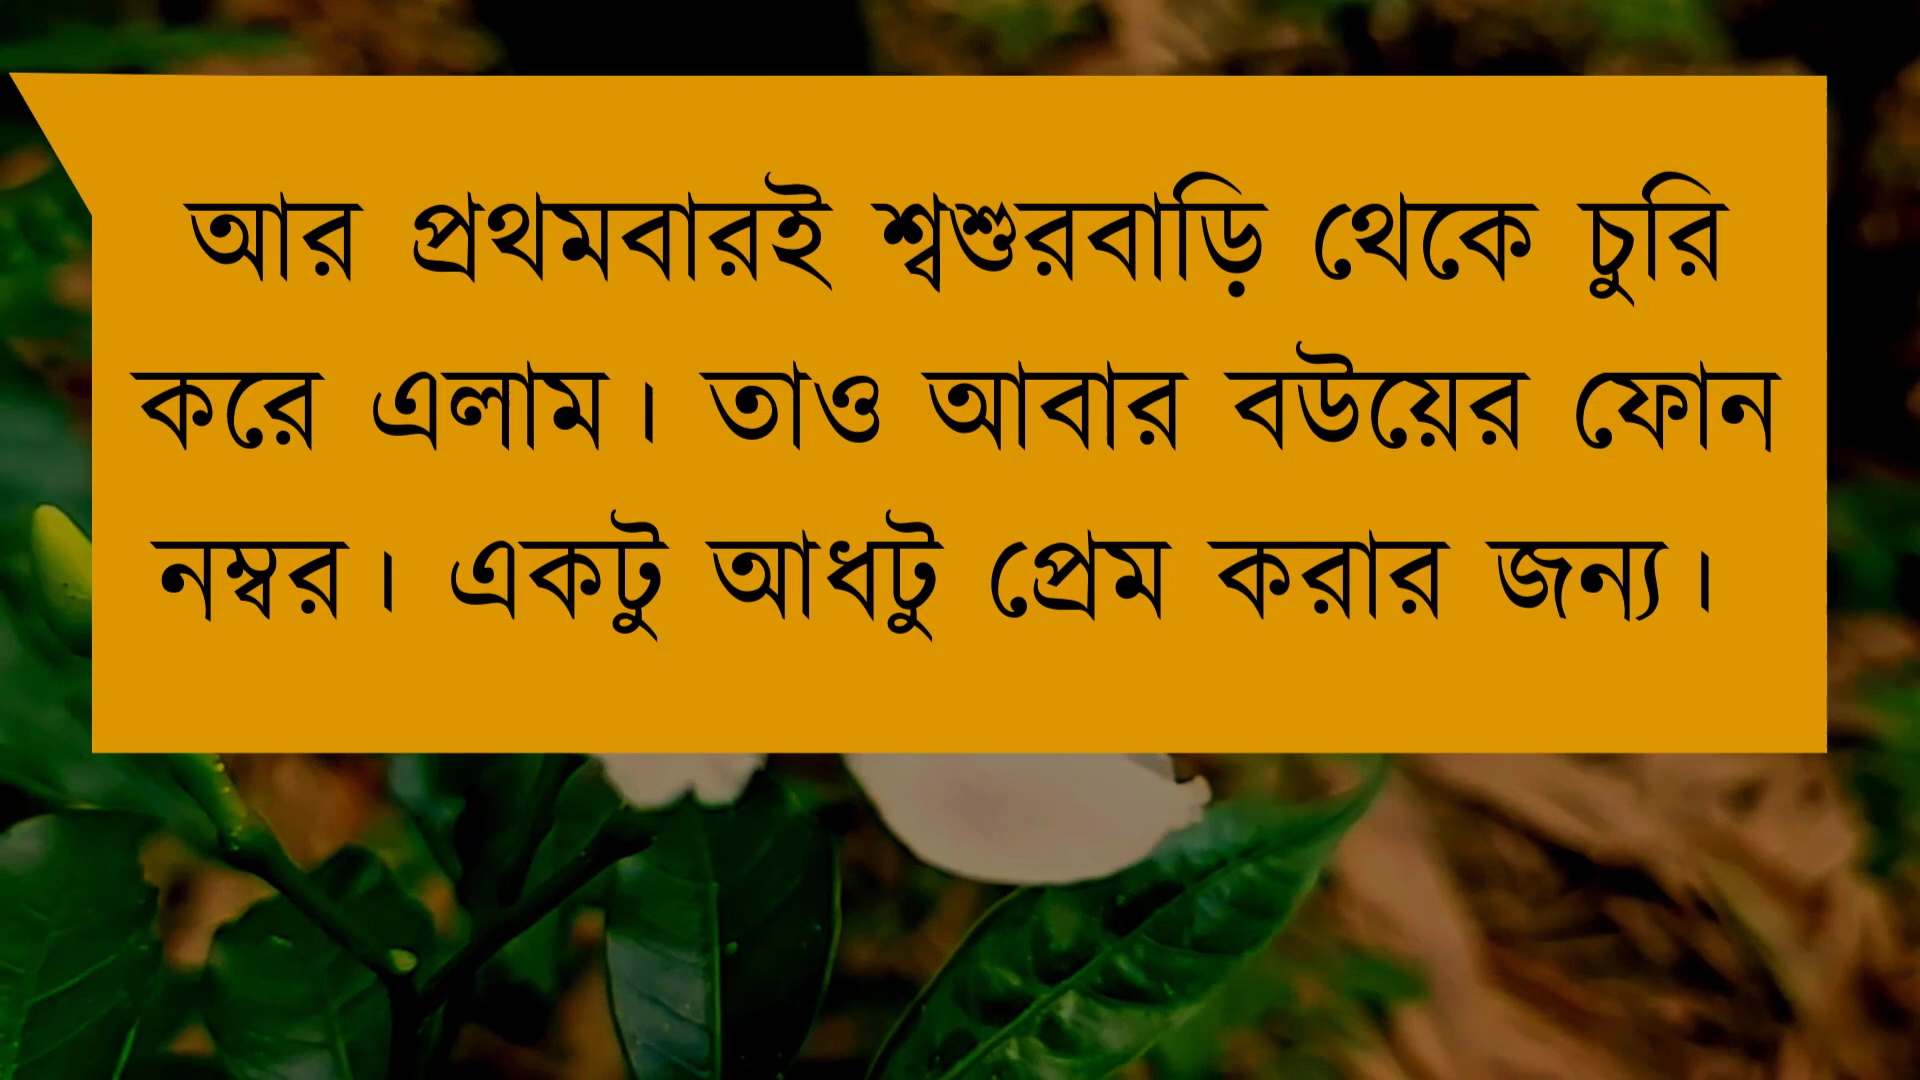 আর প্রথমবারই শ্বশুরবাড়ি থেকে চুরি
করে এলাম। তাও আবার বউয়ের ফোন
নম্বর। একটু আধটু প্রেম করার জন্য।